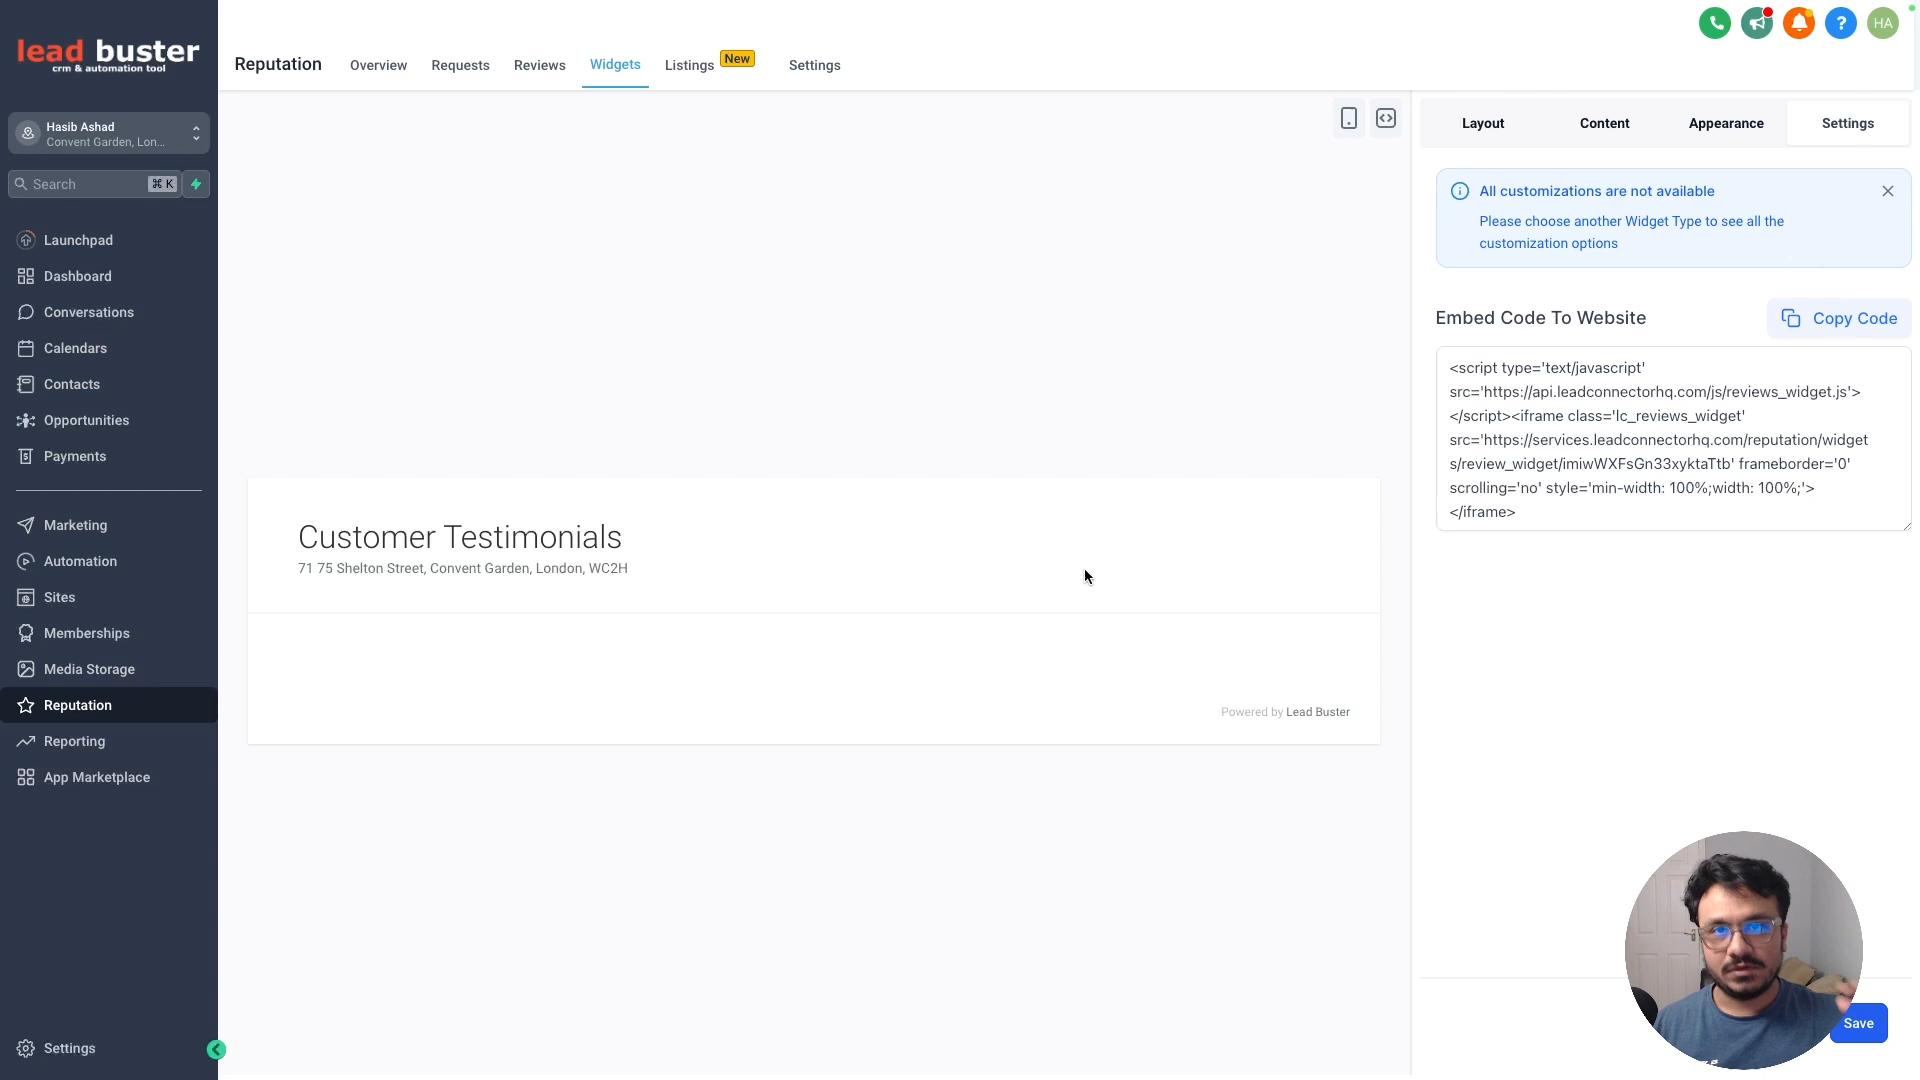 lead buster
crm & automation tool
Hasib Ashad
Convent Garden, Lon...
Search
⌘ K
Launchpad
Dashboard
Conversations
Calendars
Contacts
Opportunities
Payments
Marketing
Automation
Sites
Memberships
Media Storage
Reputation
Reporting
App Marketplace
Settings
Reputation
Overview
Requests
Reviews
Widgets
Listings
New
Settings
?
HA
Customer Testimonials
71 75 Shelton Street, Convent Garden, London, WC2H
Powered by Lead Buster
Layout
Content
Appearance
Settings
All customizations are not available
Please choose another Widget Type to see all the
customization options
Embed Code To Website
Copy Code
<script type='text/javascript'
src='https://api.leadconnectorhq.com/js/reviews_widget.js'>
</script><iframe class='lc_reviews_widget'
src='https://services.leadconnectorhq.com/reputation/widget
s/review_widget/imiwWXFsGn33xyktaTtb' frameborder='0'
scrolling='no' style='min-width: 100%;width: 100%;'>
</iframe>
Save